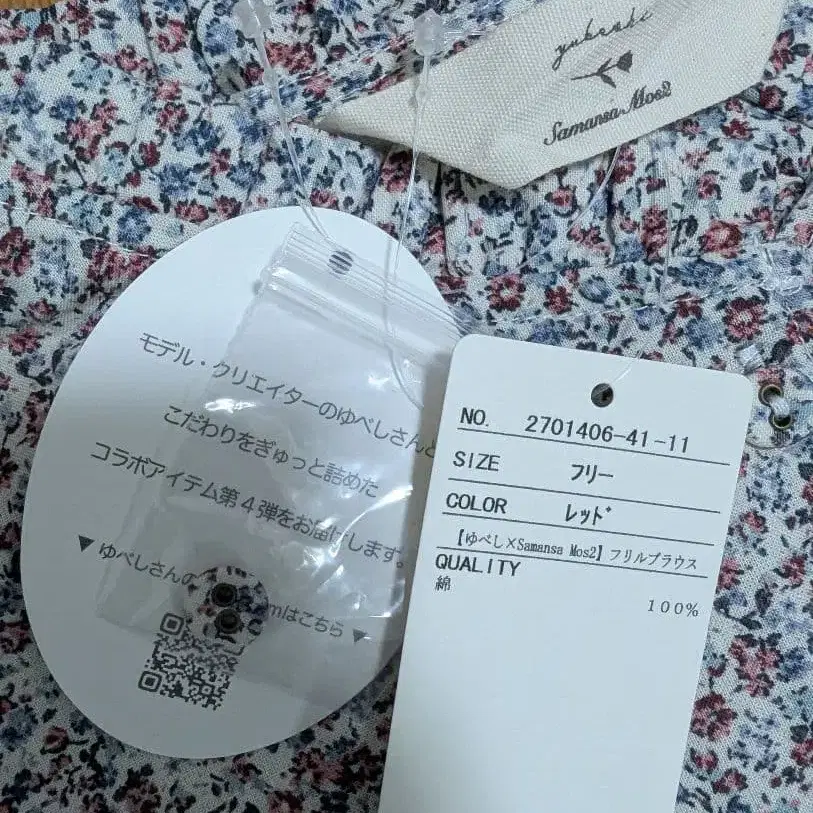 yubeshi
Samansa Mos2
モデル・クリエイターのゆべしさんと
こだわりをぎゅっと詰めた
コラボアイテム第4弾をお届けします。
▼ ゆべしさんの mはこちら ▼
NO. 2701406-41-11
SIZE フリー
COLOR レッド
【ゆべし×Samansa Mos2】フリルブラウス
QUALITY
綿
100%